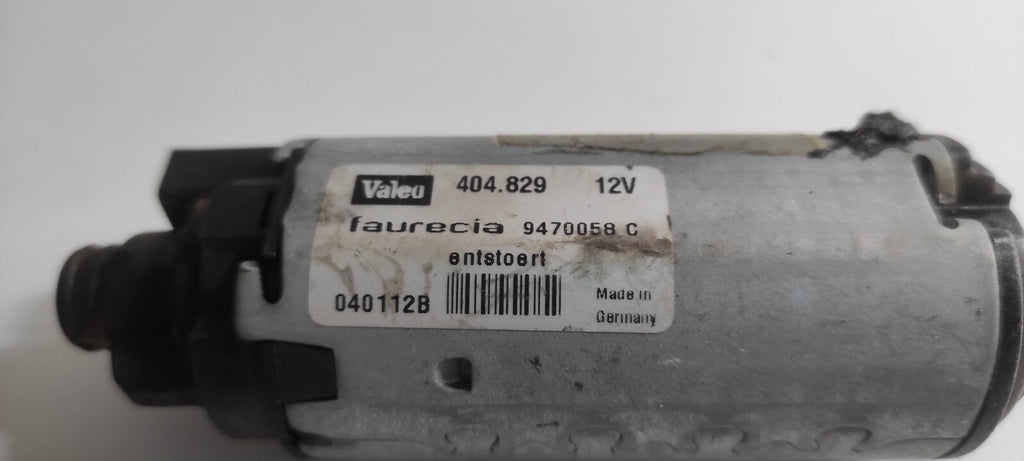 Valeo 404.829 12V
faurecia 9470058 C
entstoert
040112B Made in
Germany